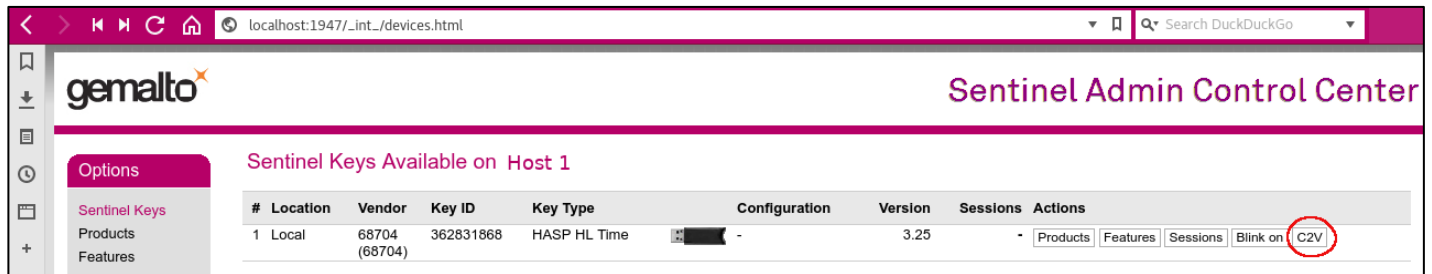 localhost:1947/_int_/devices.html
Search DuckDuckGo
gemalto
Sentinel Admin Control Center
Options
Sentinel Keys Available on Host 1
Sentinel Keys
Products
Features
# Location Vendor Key ID Key Type Configuration Version Sessions Actions
1 Local 68704 362831868 HASP HL Time - 3.25 - Products Features Sessions Blink on C2V
(68704)